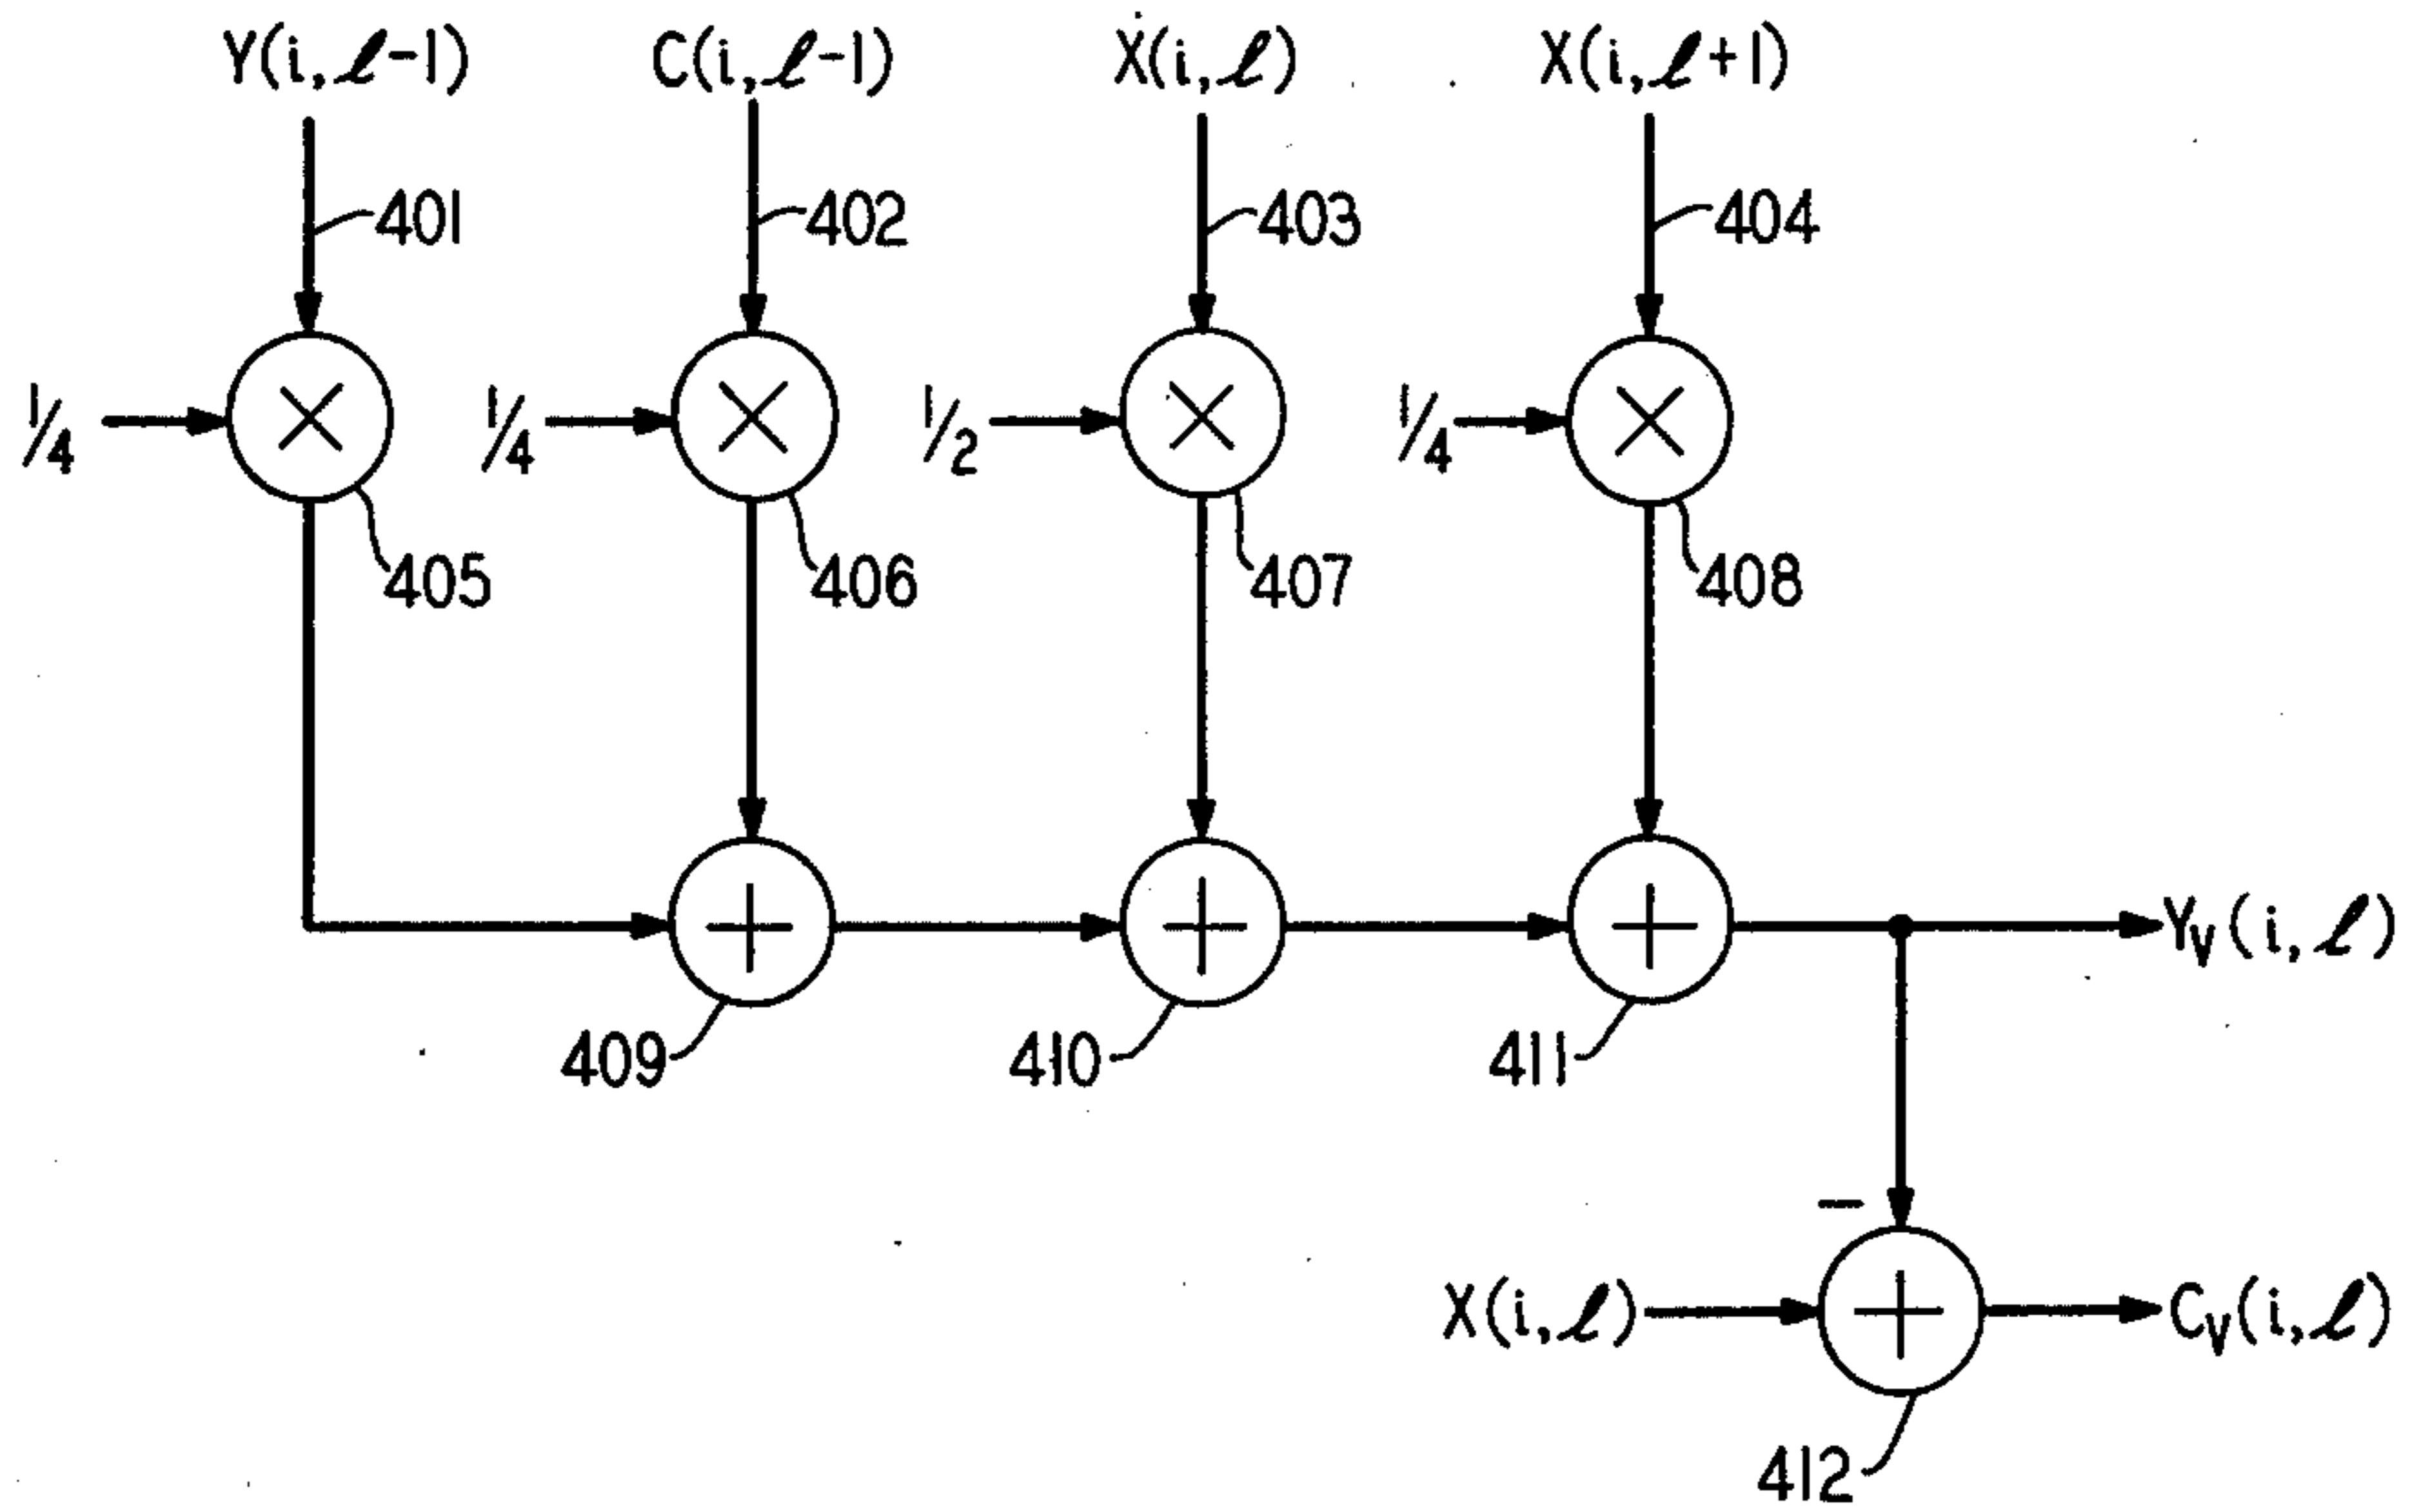 Y(i,ℓ-1) C(i,ℓ-1) X(i,ℓ) X(i,ℓ+1)
401 402 403 404
1/4 × 1/4 × 1/2 × 1/4 ×
405 406 407 408
+ + + Yv(i,ℓ)
409 410 411
−
X(i,ℓ) + Cv(i,ℓ)
412